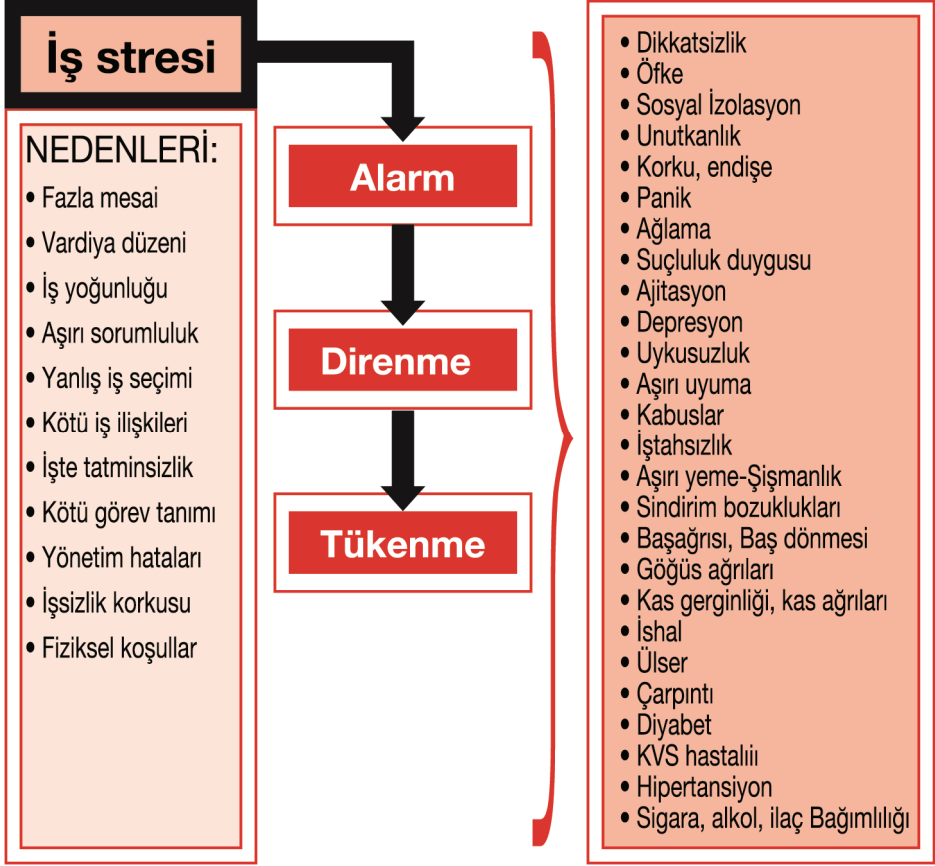 İş stresi
NEDENLERİ:
• Fazla mesai
• Vardiya düzeni
• İş yoğunluğu
• Aşırı sorumluluk
• Yanlış iş seçimi
• Kötü iş ilişkileri
• İşte tatminsizlik
• Kötü görev tanımı
• Yönetim hataları
• İşsizlik korkusu
• Fiziksel koşullar
Alarm
Direnme
Tükenme
• Dikkatsizlik
• Öfke
• Sosyal İzolasyon
• Unutkanlık
• Korku, endişe
• Panik
• Ağlama
• Suçluluk duygusu
• Ajitasyon
• Depresyon
• Uykusuzluk
• Aşırı uyuma
• Kabuslar
• İştahsızlık
• Aşırı yeme-Şişmanlık
• Sindirim bozuklukları
• Başağrısı, Baş dönmesi
• Göğüs ağrıları
• Kas gerginliği, kas ağrıları
• İshal
• Ülser
• Çarpıntı
• Diyabet
• KVS hastalıiı
• Hipertansiyon
• Sigara, alkol, ilaç Bağımlılığı